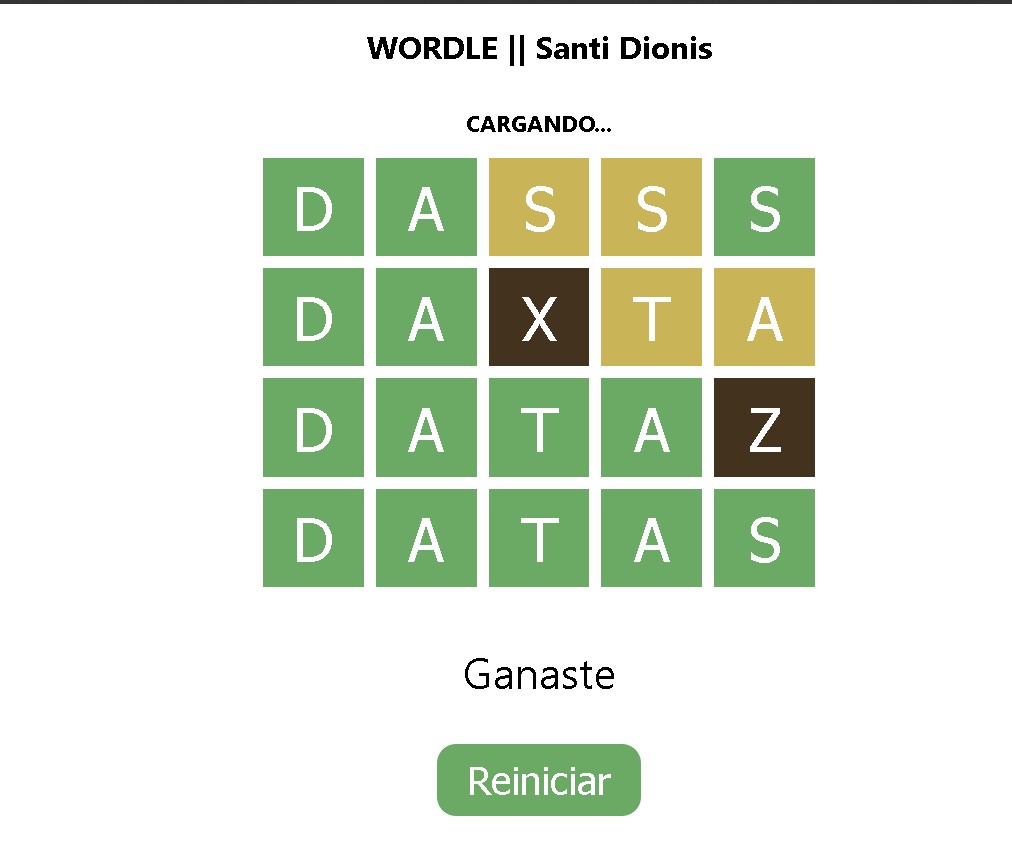 WORDLE || Santi Dionis
CARGANDO...
D A S S S
D A X T A
D A T A Z
D A T A S
Ganaste
Reiniciar